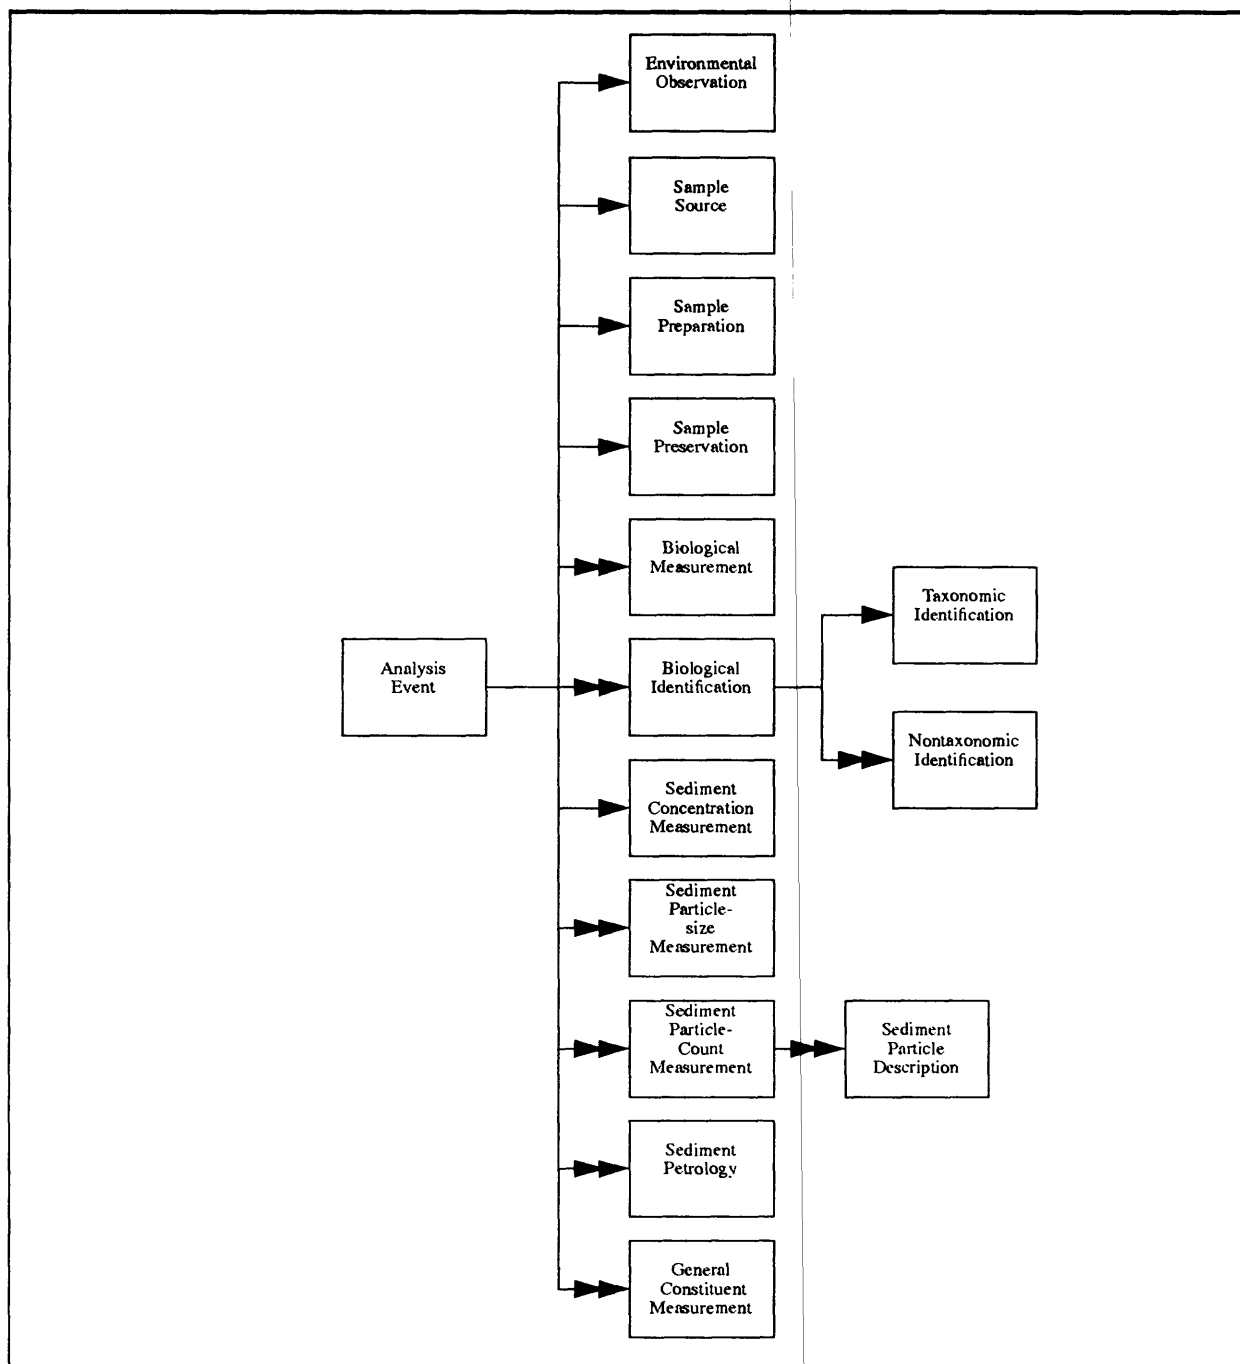 Environmental
Observation
Sample
Source
Sample
Preparation
Sample
Preservation
Biological
Measurement
Taxonomic
Identification
Analysis
Event
Biological
Identification
Nontaxonomic
Identification
Sediment
Concentration
Measurement
Sediment
Particle-
size
Measurement
Sediment
Particle-
Count
Measurement
Sediment
Particle
Description
Sediment
Petrology
General
Constituent
Measurement